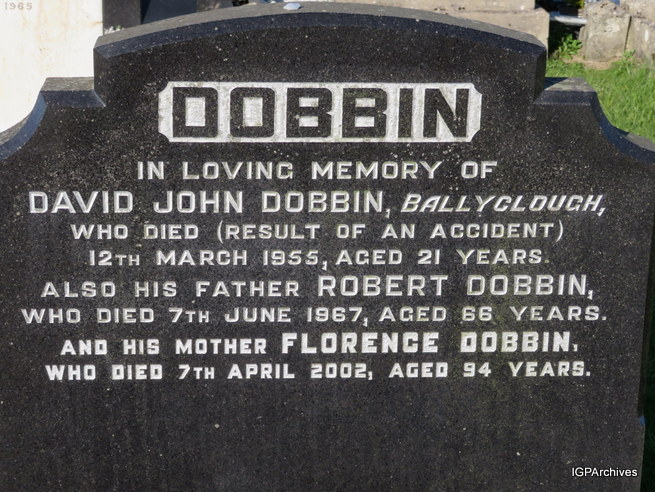 1965
DOBBIN
IN LOVING MEMORY OF
DAVID JOHN DOBBIN, BALLYCLOUGH,
WHO DIED (RESULT OF AN ACCIDENT)
12TH MARCH 1955, AGED 21 YEARS.
ALSO HIS FATHER ROBERT DOBBIN,
WHO DIED 7TH JUNE 1967, AGED 66 YEARS.
AND HIS MOTHER FLORENCE DOBBIN,
WHO DIED 7TH APRIL 2002, AGED 94 YEARS.
IGPArchives